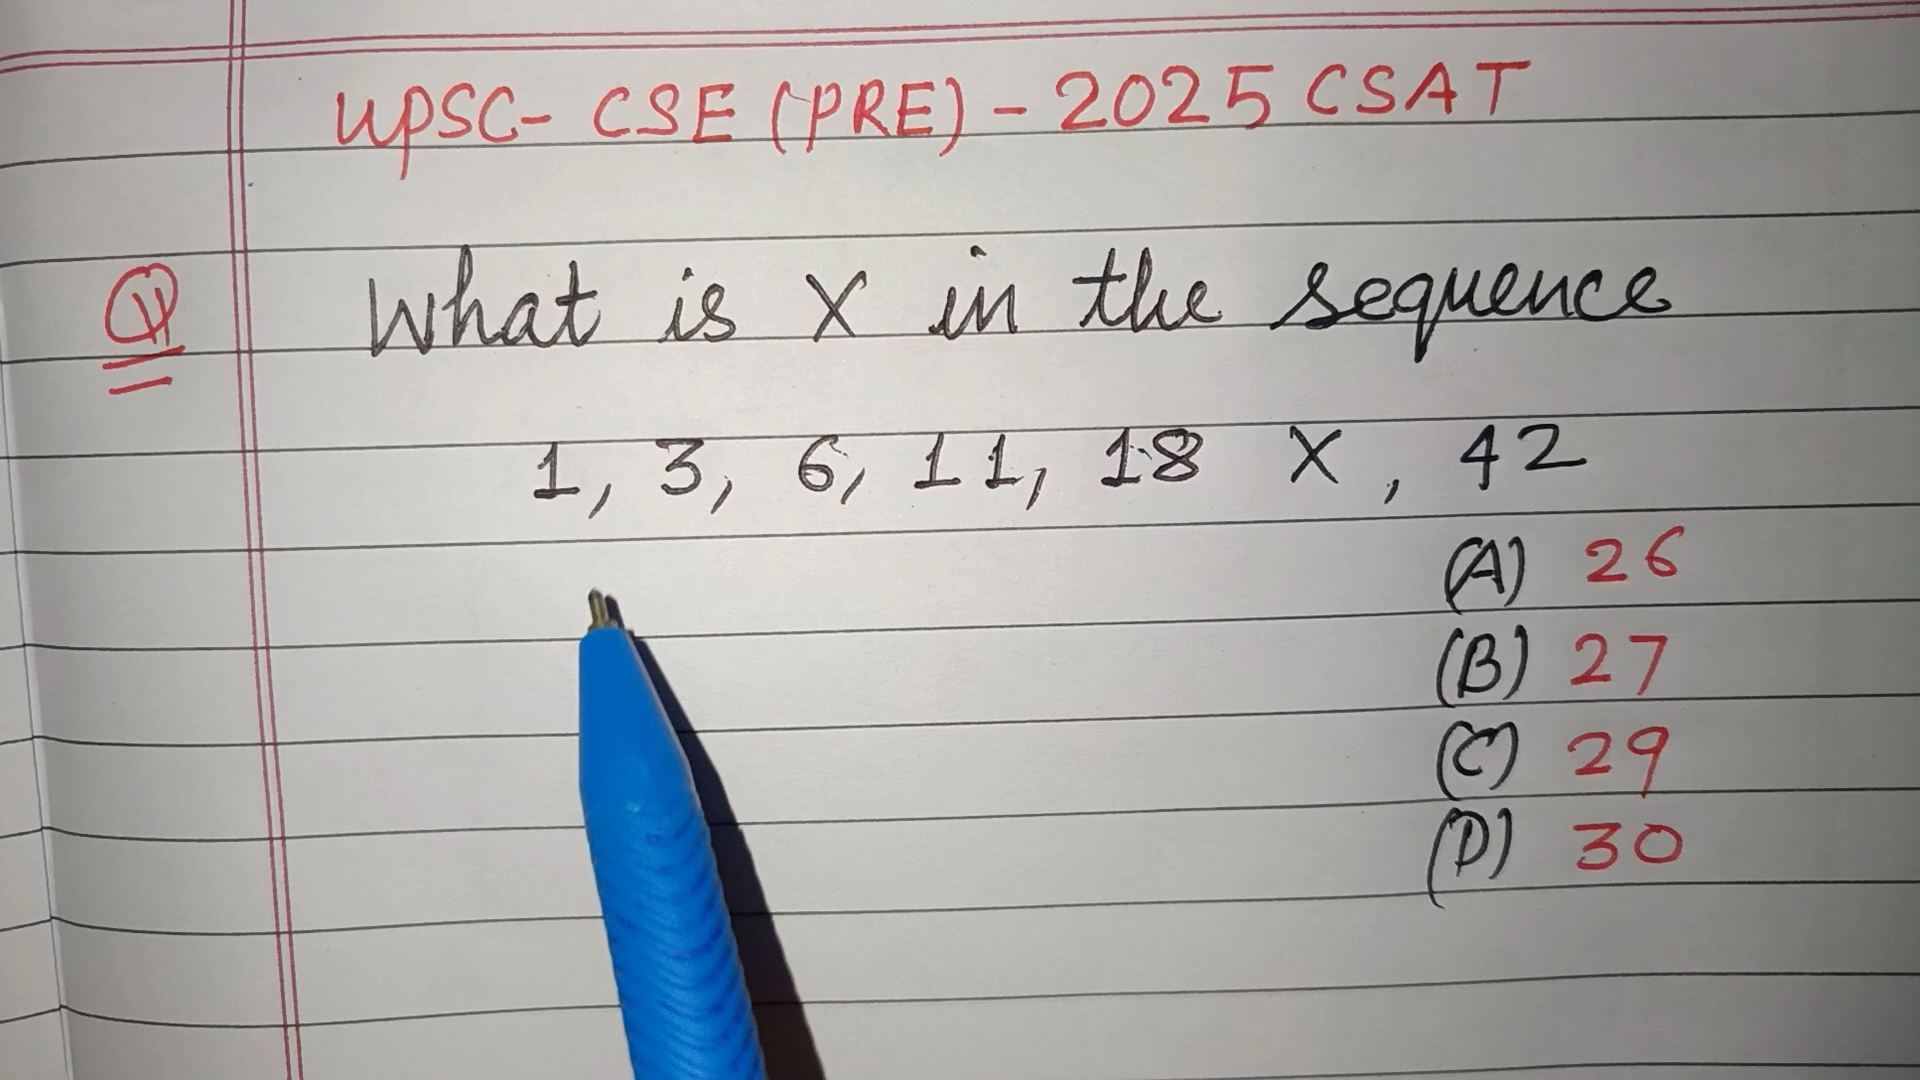 UPSC- CSE (PRE) - 2025 CSAT
Q What is X in the sequence
1, 3, 6, 11, 18 X , 42
(A) 26
(B) 27
(C) 29
(D) 30